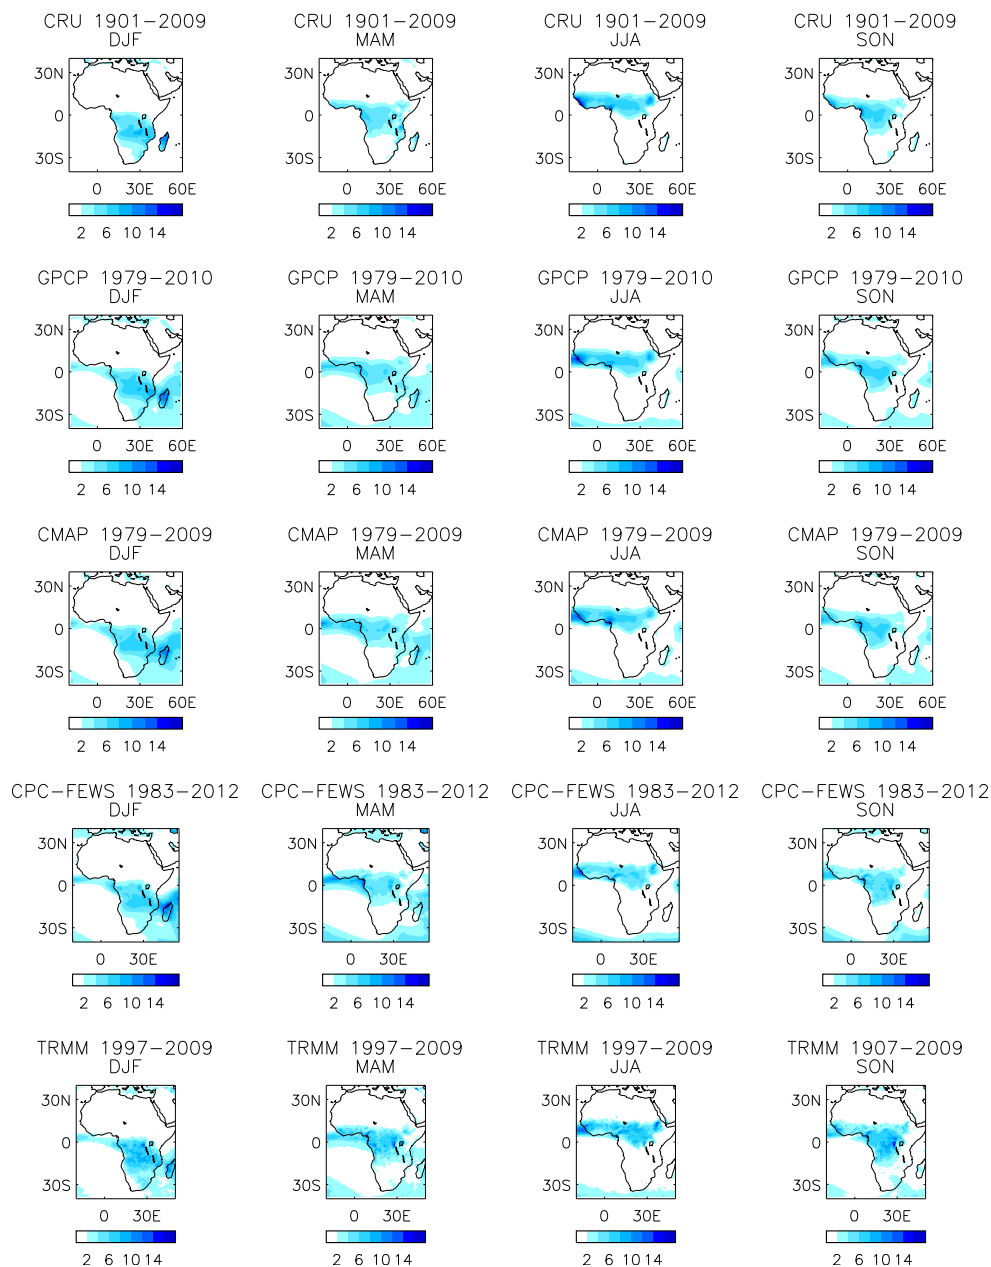 CRU 1901-2009 CRU 1901-2009 CRU 1901-2009 CRU 1901-2009
DJF MAM JJA SON
30N 30N 30N 30N
0 0 0 0
30S 30S 30S 30S
0 30E 60E 0 30E 60E 0 30E 60E 0 30E 60E
2 6 10 14 2 6 10 14 2 6 10 14 2 6 10 14
GPCP 1979-2010 GPCP 1979-2010 GPCP 1979-2010 GPCP 1979-2010
DJF MAM JJA SON
30N 30N 30N 30N
0 0 0 0
30S 30S 30S 30S
0 30E 60E 0 30E 60E 0 30E 60E 0 30E 60E
2 6 10 14 2 6 10 14 2 6 10 14 2 6 10 14
CMAP 1979-2009 CMAP 1979-2009 CMAP 1979-2009 CMAP 1979-2009
DJF MAM JJA SON
30N 30N 30N 30N
0 0 0 0
30S 30S 30S 30S
0 30E 60E 0 30E 60E 0 30E 60E 0 30E 60E
2 6 10 14 2 6 10 14 2 6 10 14 2 6 10 14
CPC-FEWS 1983-2012 CPC-FEWS 1983-2012 CPC-FEWS 1983-2012 CPC-FEWS 1983-2012
DJF MAM JJA SON
30N 30N 30N 30N
0 0 0 0
30S 30S 30S 30S
0 30E 0 30E 0 30E 0 30E
2 6 10 14 2 6 10 14 2 6 10 14 2 6 10 14
TRMM 1997-2009 TRMM 1997-2009 TRMM 1997-2009 TRMM 1907-2009
DJF MAM JJA SON
30N 30N 30N 30N
0 0 0 0
30S 30S 30S 30S
0 30E 0 30E 0 30E 0 30E
2 6 10 14 2 6 10 14 2 6 10 14 2 6 10 14